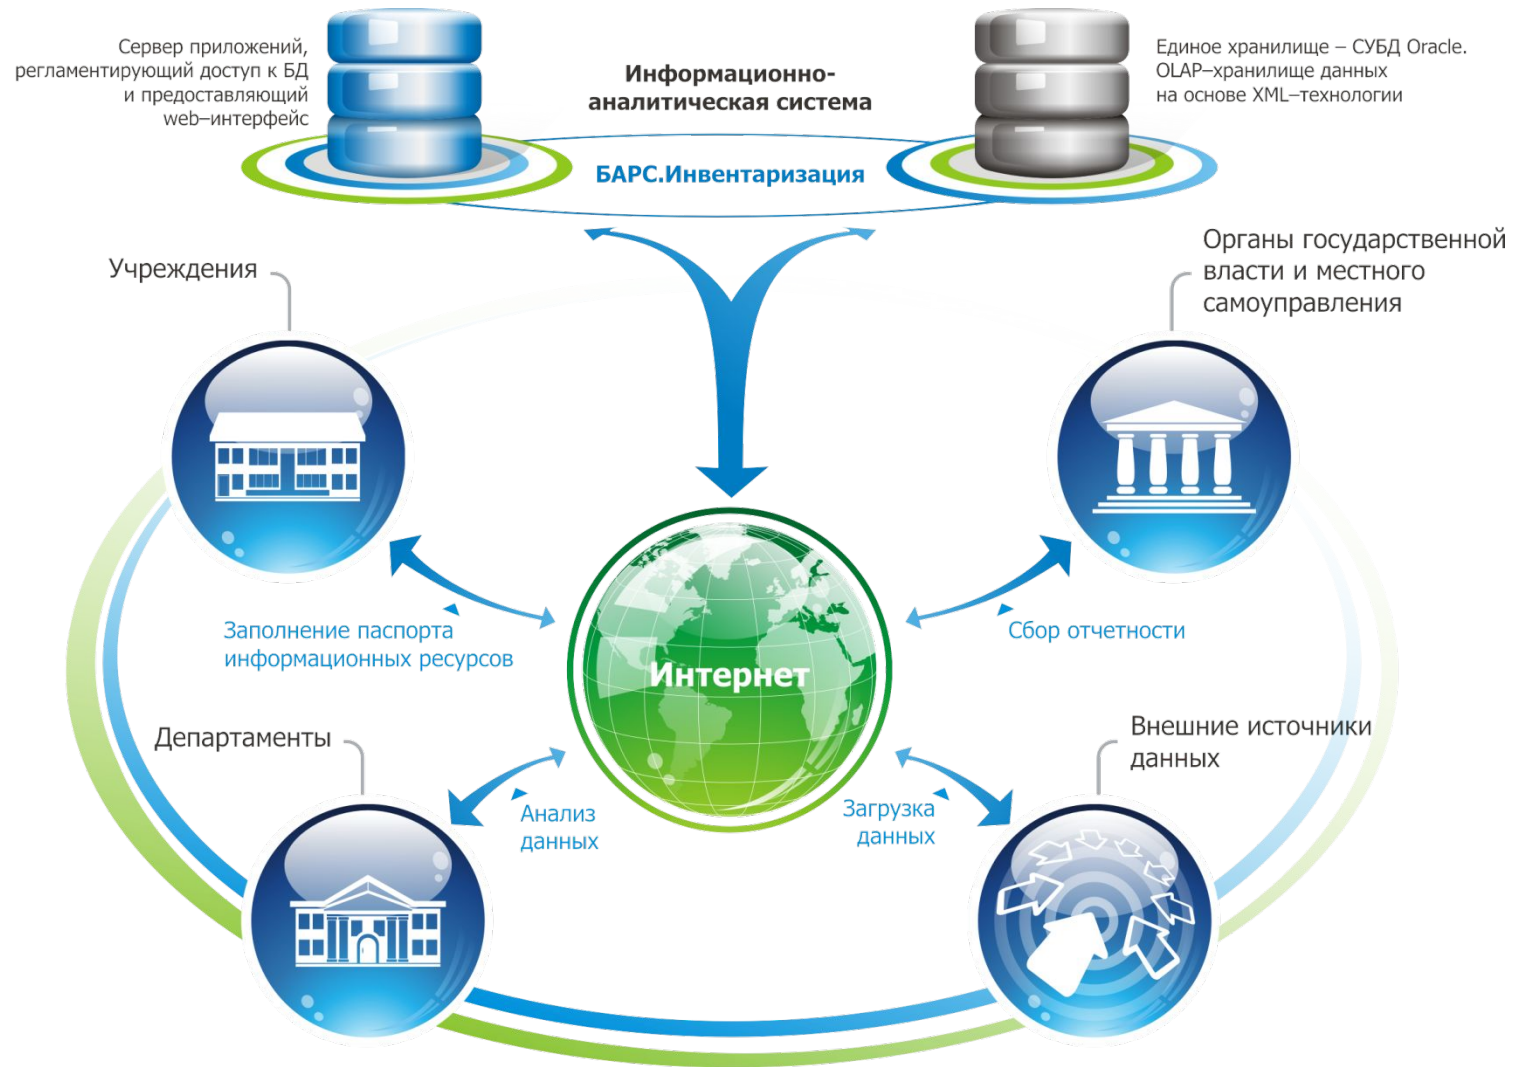 Сервер приложений,
регламентирующий доступ к БД
и предоставляющий
web–интерфейс
Информационно-
аналитическая система
БАРС.Инвентаризация
Единое хранилище – СУБД Oracle.
OLAP–хранилище данных
на основе XML–технологии
Учреждения
Органы государственной
власти и местного
самоуправления
Заполнение паспорта
информационных ресурсов
Сбор отчетности
Интернет
Департаменты
Анализ
данных
Загрузка
данных
Внешние источники
данных